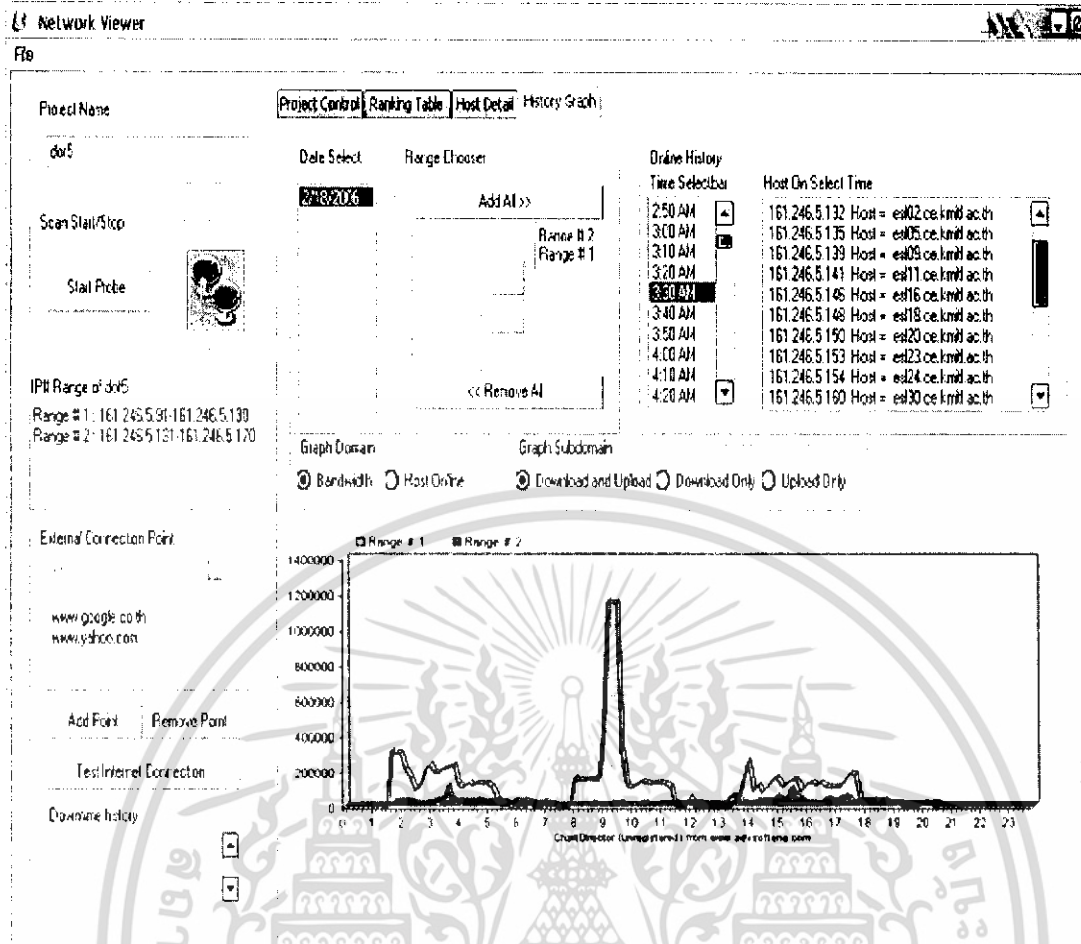 Network Viewer
File
Project Name
dot5
Scan Start/Stop
Start Probe
IP# Range of dot5
Range # 1 : 161.246.5.91-161.246.5.130
Range # 2 : 161.246.5.131-161.246.5.170
External Connection Point
www.google.co.th
www.yahoo.com
Add Point
Remove Point
Test Internet Connection
Downtime history
Project Control
Ranking Table
Host Detail
History Graph
Date Select
2/18/2006
Range Chooser
Add All >>
Range # 2
Range # 1
<< Remove All
Online History
Time Selectbar
2:50 AM
3:00 AM
3:10 AM
3:20 AM
3:30 AM
3:40 AM
3:50 AM
4:00 AM
4:10 AM
4:20 AM
Host On Select Time
161.246.5.132 Host = esl02.ce.kmitl.ac.th
161.246.5.135 Host = esl05.ce.kmitl.ac.th
161.246.5.139 Host = esl09.ce.kmitl.ac.th
161.246.5.141 Host = esl11.ce.kmitl.ac.th
161.246.5.146 Host = esl16.ce.kmitl.ac.th
161.246.5.148 Host = esl18.ce.kmitl.ac.th
161.246.5.150 Host = esl20.ce.kmitl.ac.th
161.246.5.153 Host = esl23.ce.kmitl.ac.th
161.246.5.154 Host = esl24.ce.kmitl.ac.th
161.246.5.160 Host = esl30.ce.kmitl.ac.th
Graph Domain
Bandwidth
Host Online
Graph Subdomain
Download and Upload
Download Only
Upload Only
Range # 1
Range # 2
1400000
1200000
1000000
800000
600000
400000
200000
0
0 1 2 3 4 5 6 7 8 9 10 11 12 13 14 15 16 17 18 19 20 21 22 23
ChartDirector (unregistered) from www.advsofteng.com